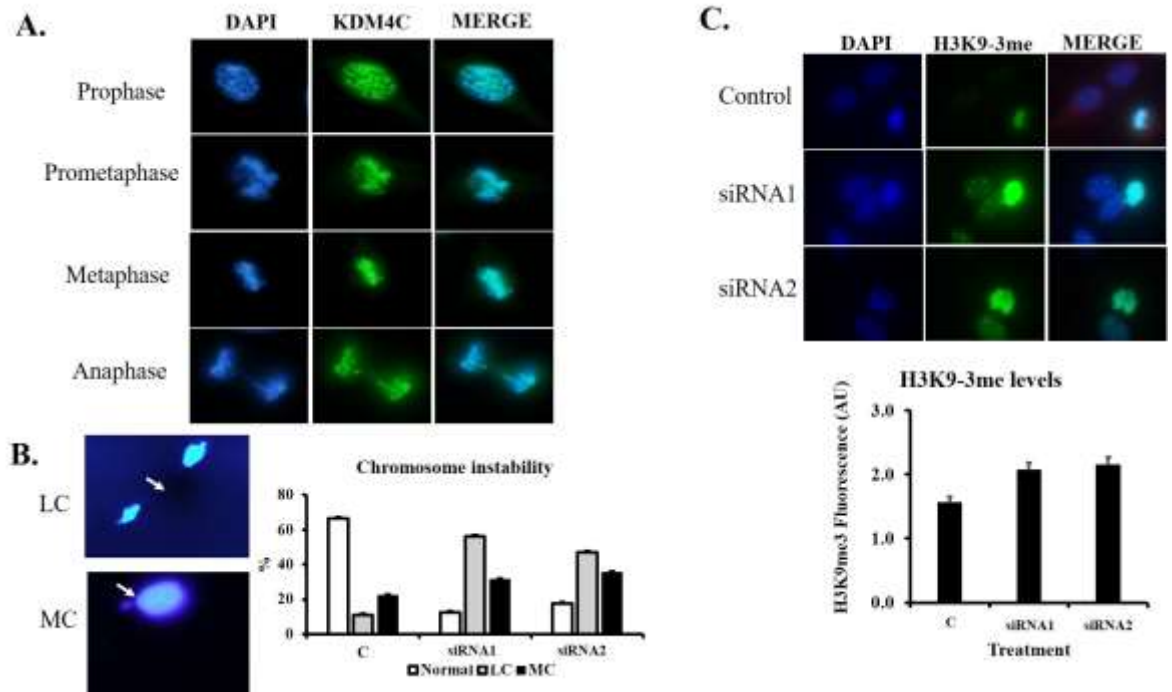 A.
DAPI KDM4C MERGE
Prophase
Prometaphase
Metaphase
Anaphase
B.
LC
MC
Chromosome instability
%
80
60
40
20
0
C siRNA1 siRNA2
Normal LC MC
C.
DAPI H3K9-3me MERGE
Control
siRNA1
siRNA2
H3K9-3me levels
H3K9me3 Fluorescence (AU)
3.0
2.0
1.0
0.0
C siRNA1 siRNA2
Treatment